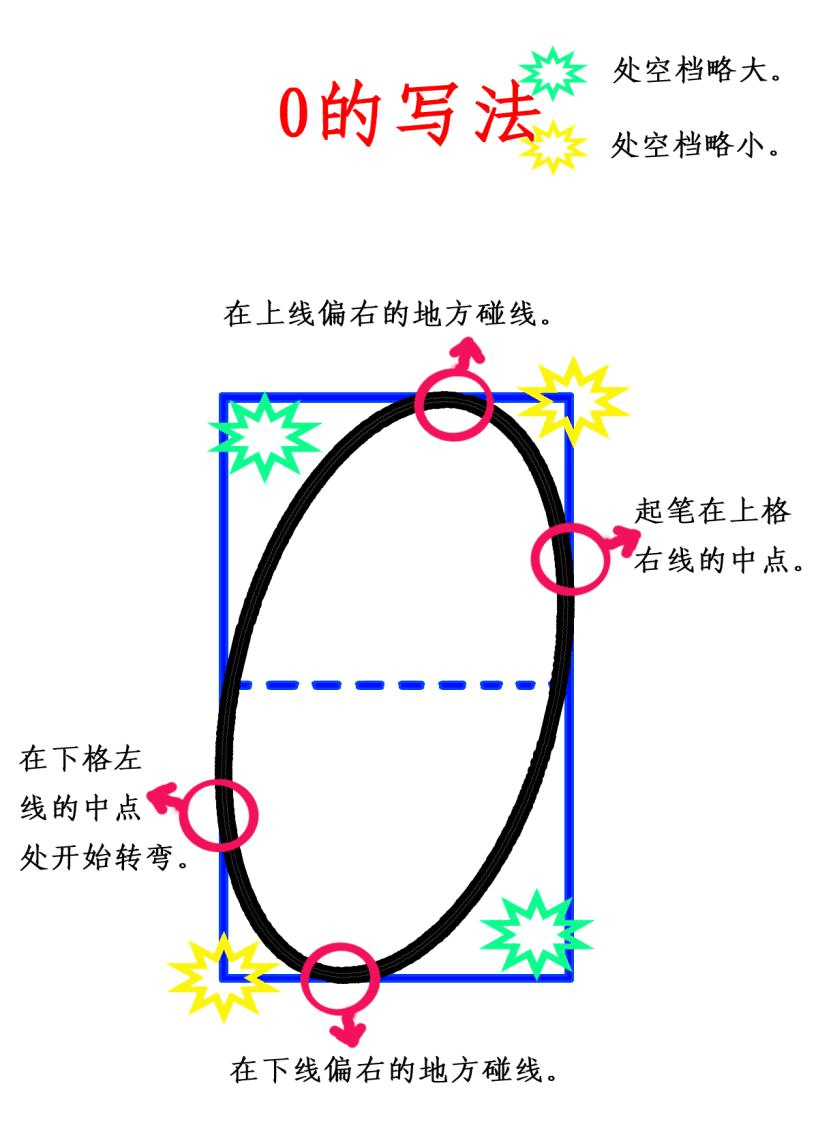 0的写法
处空档略大。
处空档略小。
在上线偏右的地方碰线。
起笔在上格
右线的中点。
在下格左
线的中点
处开始转弯。
在下线偏右的地方碰线。